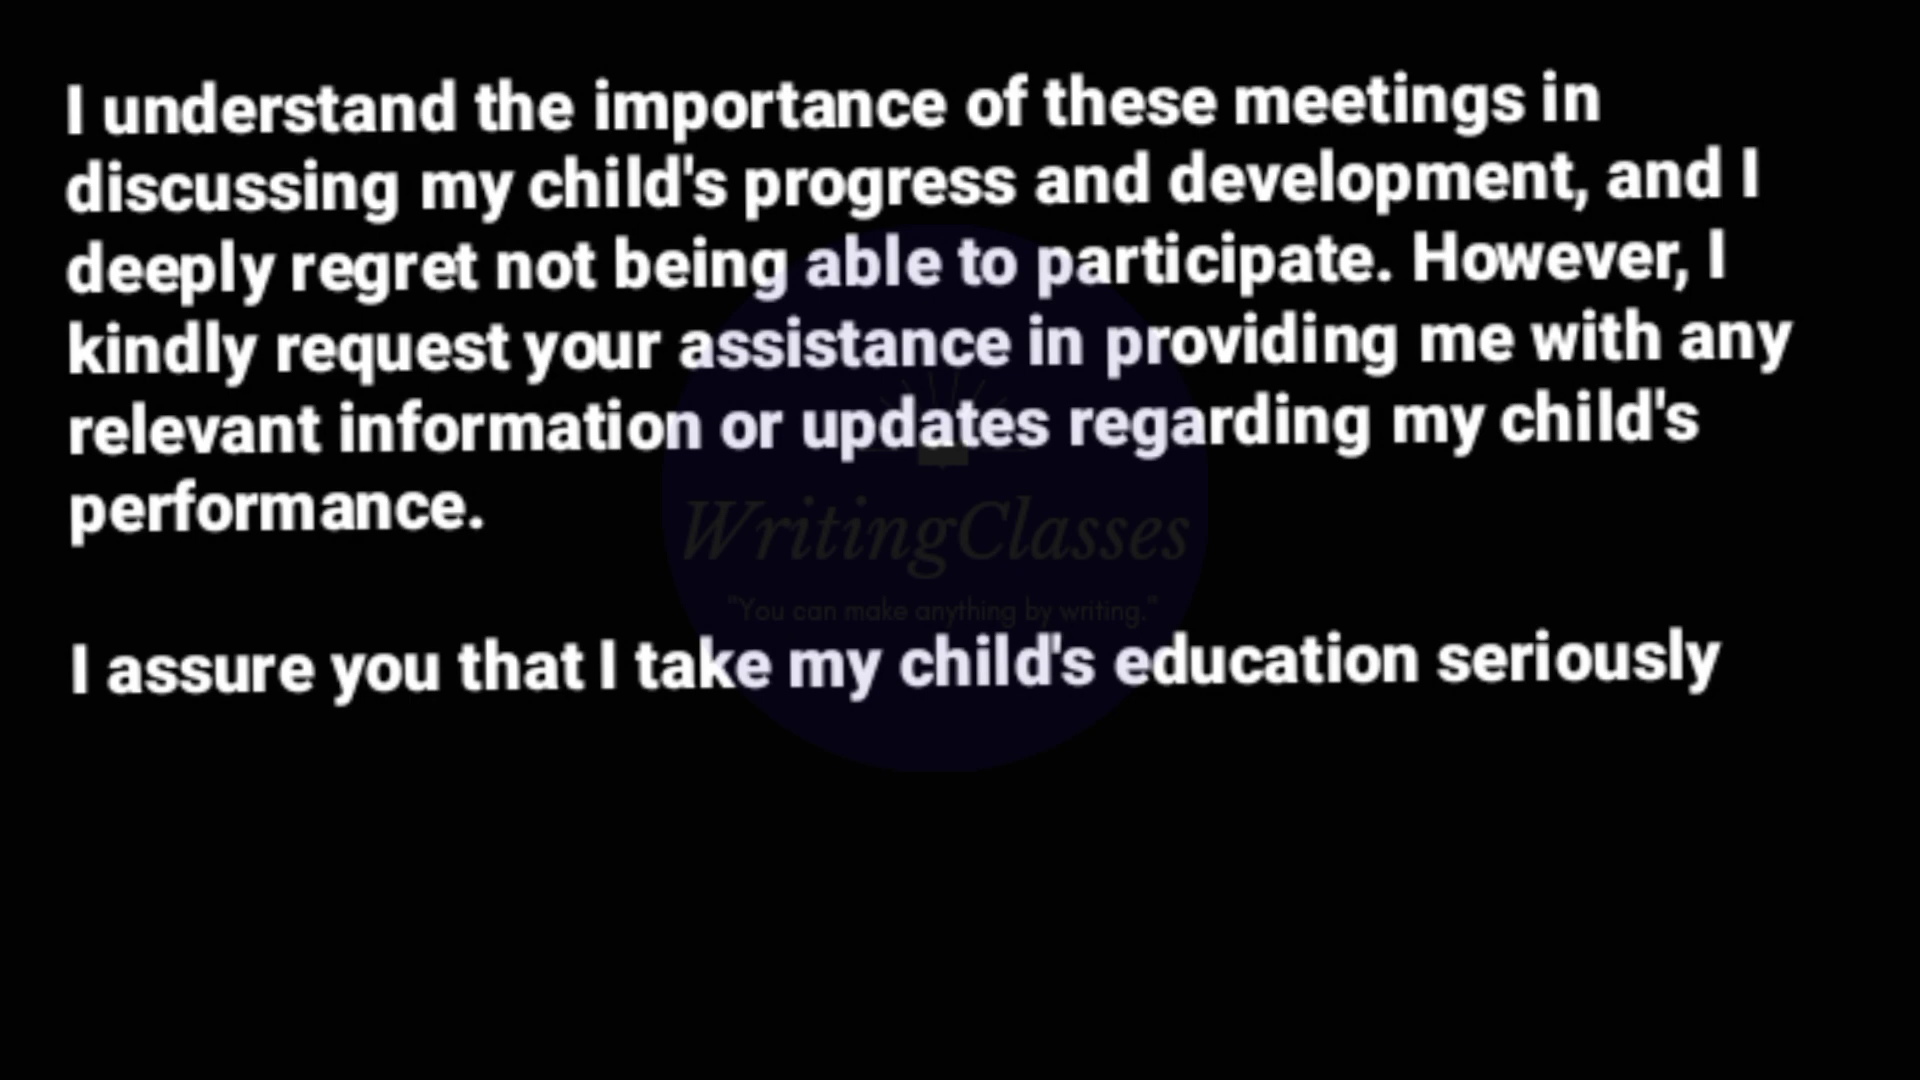 I understand the importance of these meetings in
discussing my child's progress and development, and I
deeply regret not being able to participate. However, I
kindly request your assistance in providing me with any
relevant information or updates regarding my child's
performance.
WritingClasses
"You can make anything by writing."
I assure you that I take my child's education seriously